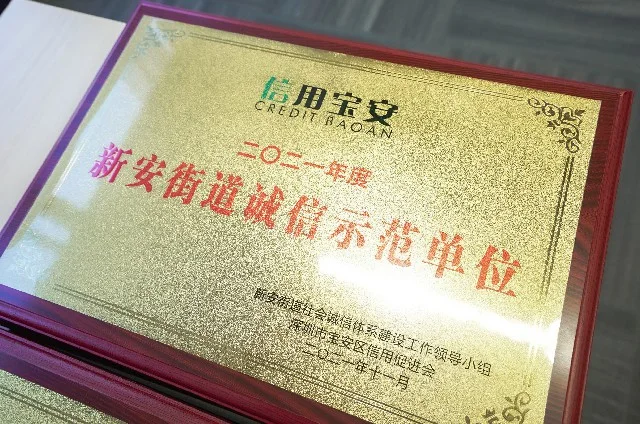 信用宝安
CREDIT BAOAN
二〇二一年度
新安街道诚信示范单位
新安街道社会诚信体系建设工作领导小组
深圳市宝安区信用促进会
二〇二一年十一月